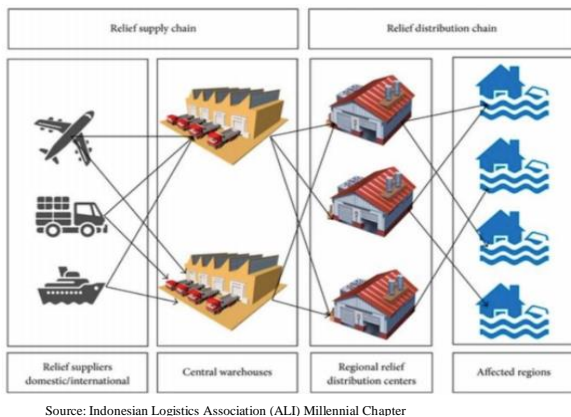 Relief supply chain
Relief distribution chain
Relief suppliers
domestic/international
Central warehouses
Regional relief
distribution centers
Affected regions
Source: Indonesian Logistics Association (ALI) Millennial Chapter